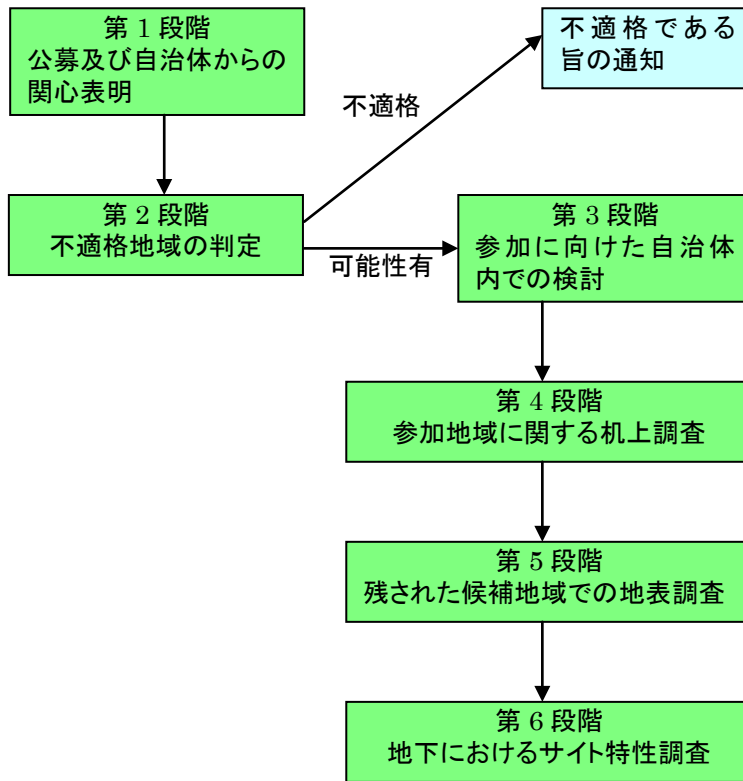 第 1 段階
公募及び自治体からの
関心表明
不適格である
旨の通知
不適格
第 2 段階
不適格地域の判定
可能性有
第 3 段階
参加に向けた自治体
内での検討
第 4 段階
参加地域に関する机上調査
第 5 段階
残された候補地域での地表調査
第 6 段階
地下におけるサイト特性調査